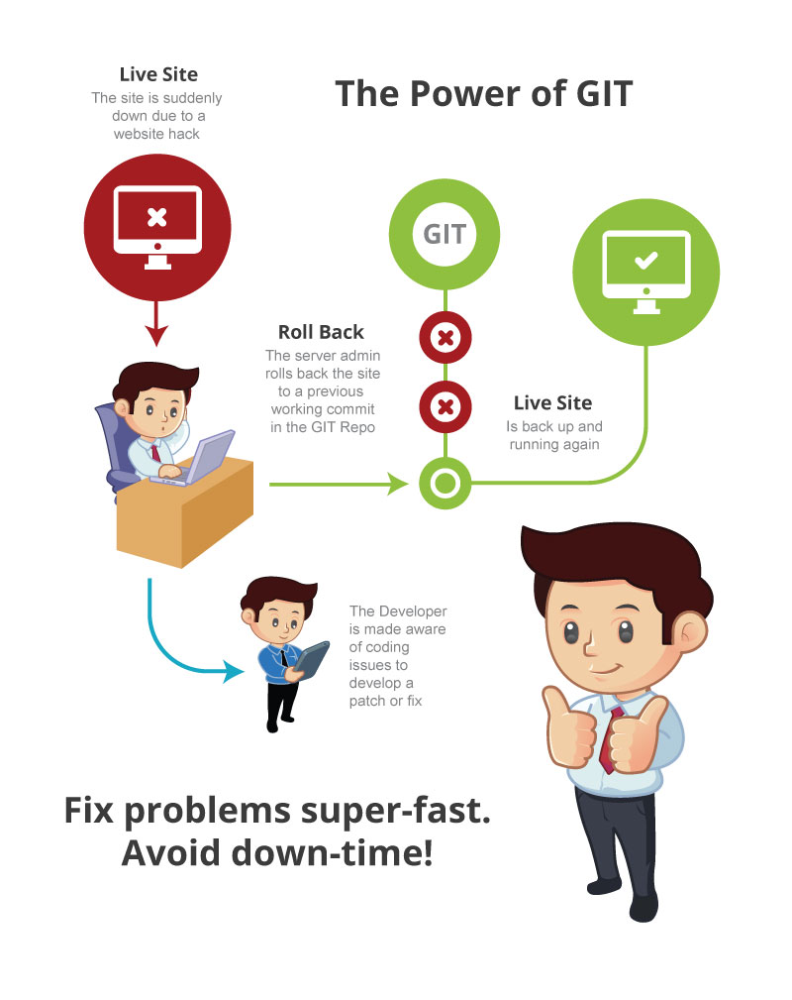 Live Site
The site is suddenly
down due to a
website hack
The Power of GIT
GIT
Roll Back
The server admin
rolls back the site
to a previous
working commit
in the GIT Repo
Live Site
Is back up and
running again
The Developer
is made aware
of coding
issues to
develop a
patch or fix
Fix problems super-fast.
Avoid down-time!